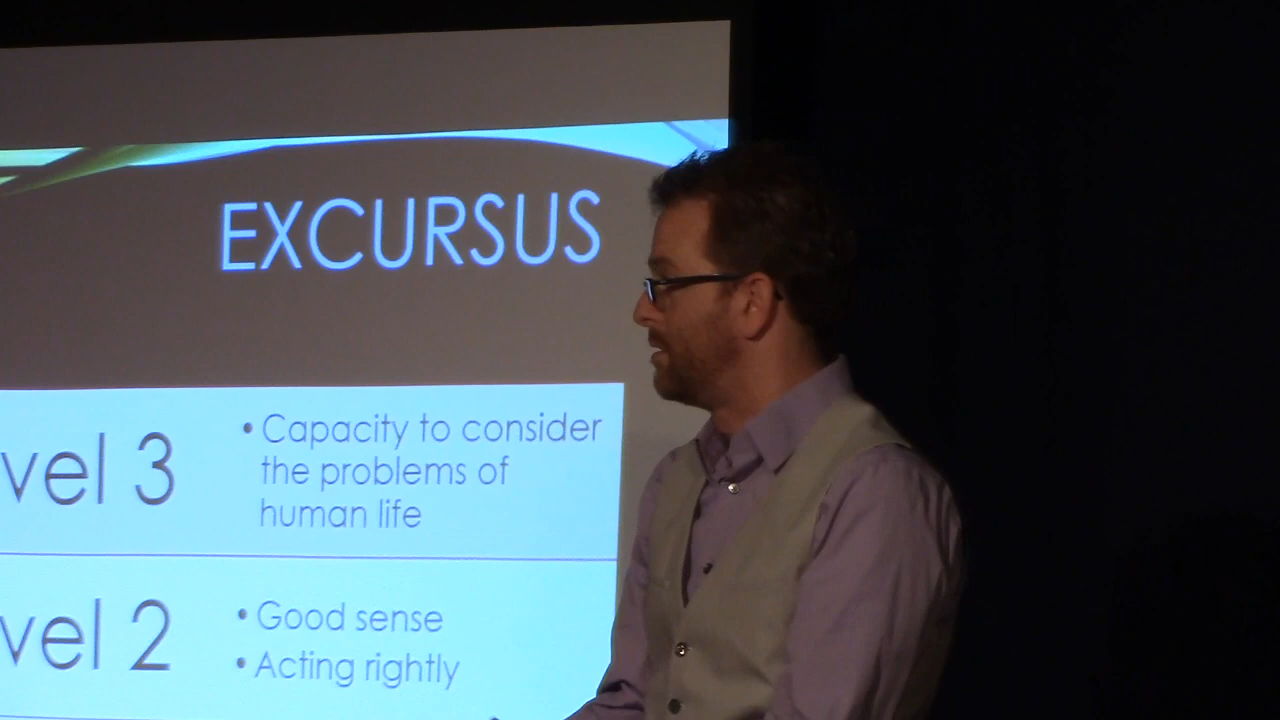 EXCURSUS
vel 3
• Capacity to consider
the problems of
human life
vel 2
• Good sense
• Acting rightly